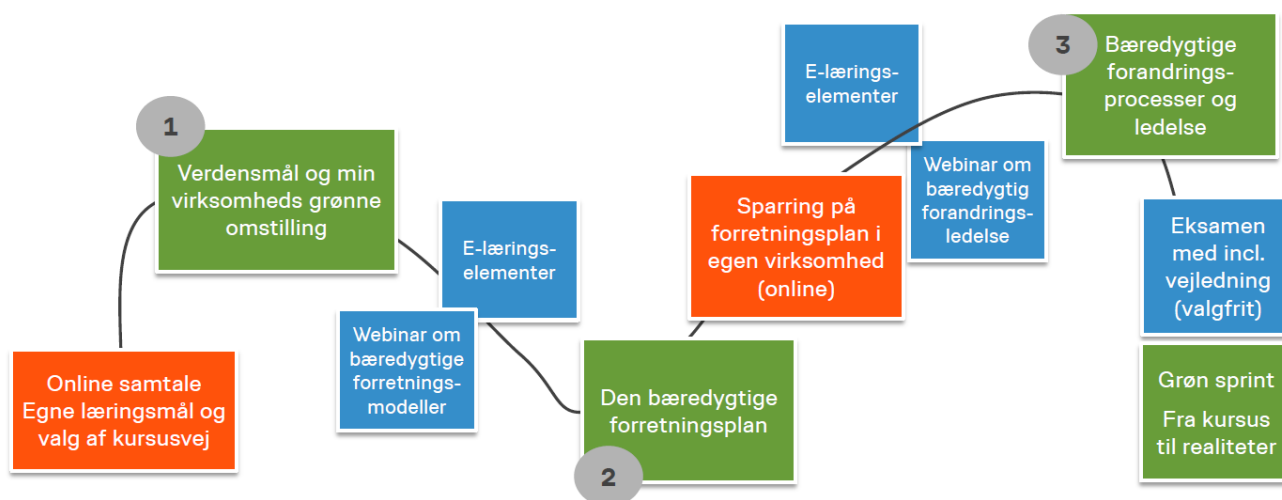 Online samtale
Egne læringsmål og
valg af kursusvej
1
Verdensmål og min
virksomheds grønne
omstilling
E-lærings-
elementer
Webinar om
bæredygtige
forretnings-
modeller
Den bæredygtige
forretningsplan
2
Sparring på
forretningsplan i
egen virksomhed
(online)
E-lærings-
elementer
Webinar om
bæredygtig
forandrings-
ledelse
3
Bæredygtige
forandrings-
processer og
ledelse
Eksamen
med incl.
vejledning
(valgfrit)
Grøn sprint
Fra kursus
til realiteter